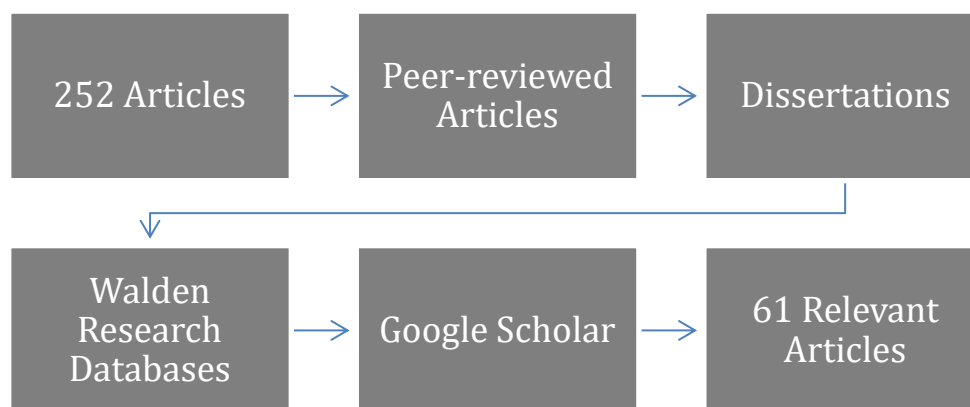 252 Articles
Peer-reviewed
Articles
Dissertations
Walden
Research
Databases
Google Scholar
61 Relevant
Articles